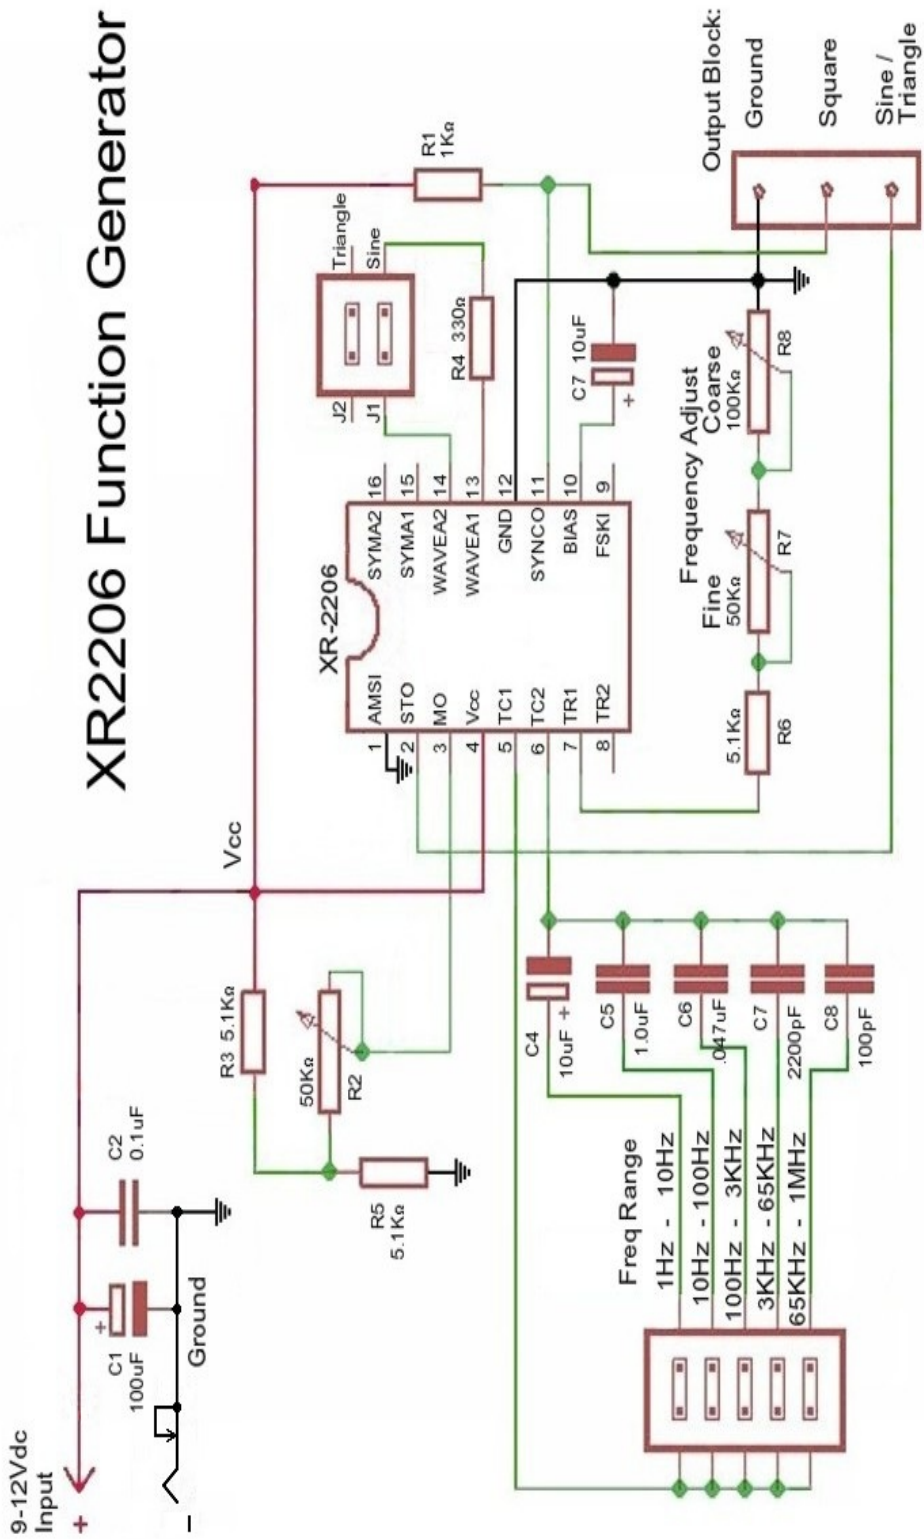 XR2206 Function Generator
9-12Vdc
Input
+
−
C1
100uF
+
C2
0.1uF
Ground
Vcc
R3 5.1KΩ
50KΩ
R2
R5
5.1KΩ
R1
1KΩ
Triangle
Sine
J2
J1
R4 330Ω
C7 10uF
+
XR-2206
1 AMSI
2 STO
3 MO
4 Vcc
5 TC1
6 TC2
7 TR1
8 TR2
SYMA2 16
SYMA1 15
WAVEA2 14
WAVEA1 13
GND 12
SYNCO 11
BIAS 10
FSKI 9
Output Block:
Ground
Square
Sine /
Triangle
Frequency Adjust
Fine
50KΩ
R7
Coarse
100KΩ
R8
5.1KΩ
R6
C4
10uF +
C5
1.0uF
C6
.047uF
C7
2200pF
C8
100pF
Freq Range
1Hz - 10Hz
10Hz - 100Hz
100Hz - 3KHz
3KHz - 65KHz
65KHz - 1MHz